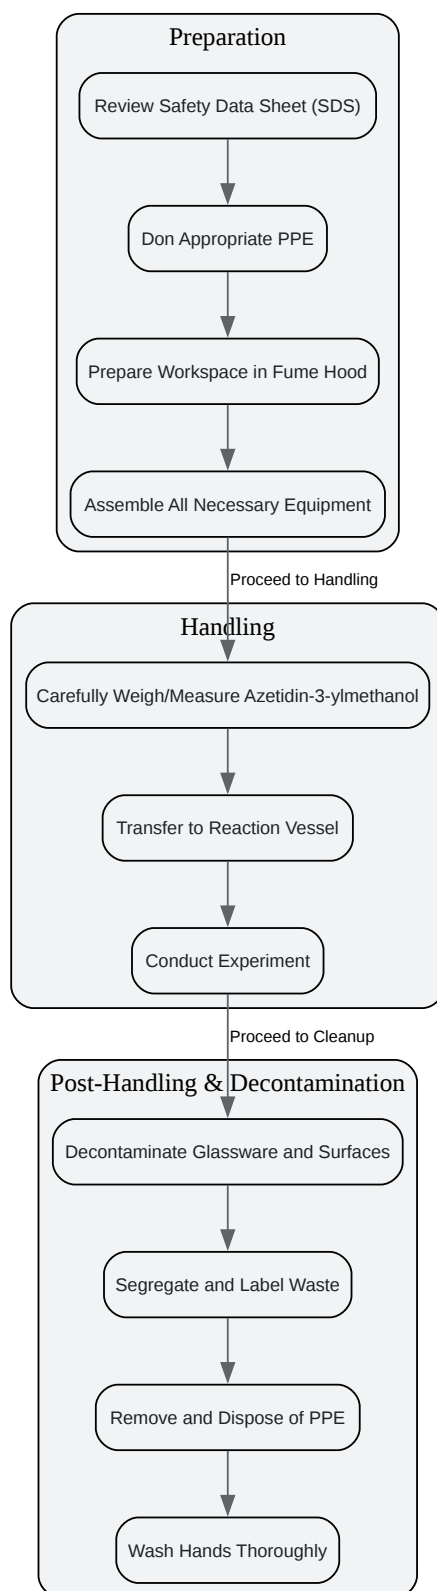 Preparation
Review Safety Data Sheet (SDS)
Don Appropriate PPE
Prepare Workspace in Fume Hood
Assemble All Necessary Equipment
Proceed to Handling
Handling
Carefully Weigh/Measure Azetidin-3-ylmethanol
Transfer to Reaction Vessel
Conduct Experiment
Proceed to Cleanup
Post-Handling & Decontamination
Decontaminate Glassware and Surfaces
Segregate and Label Waste
Remove and Dispose of PPE
Wash Hands Thoroughly